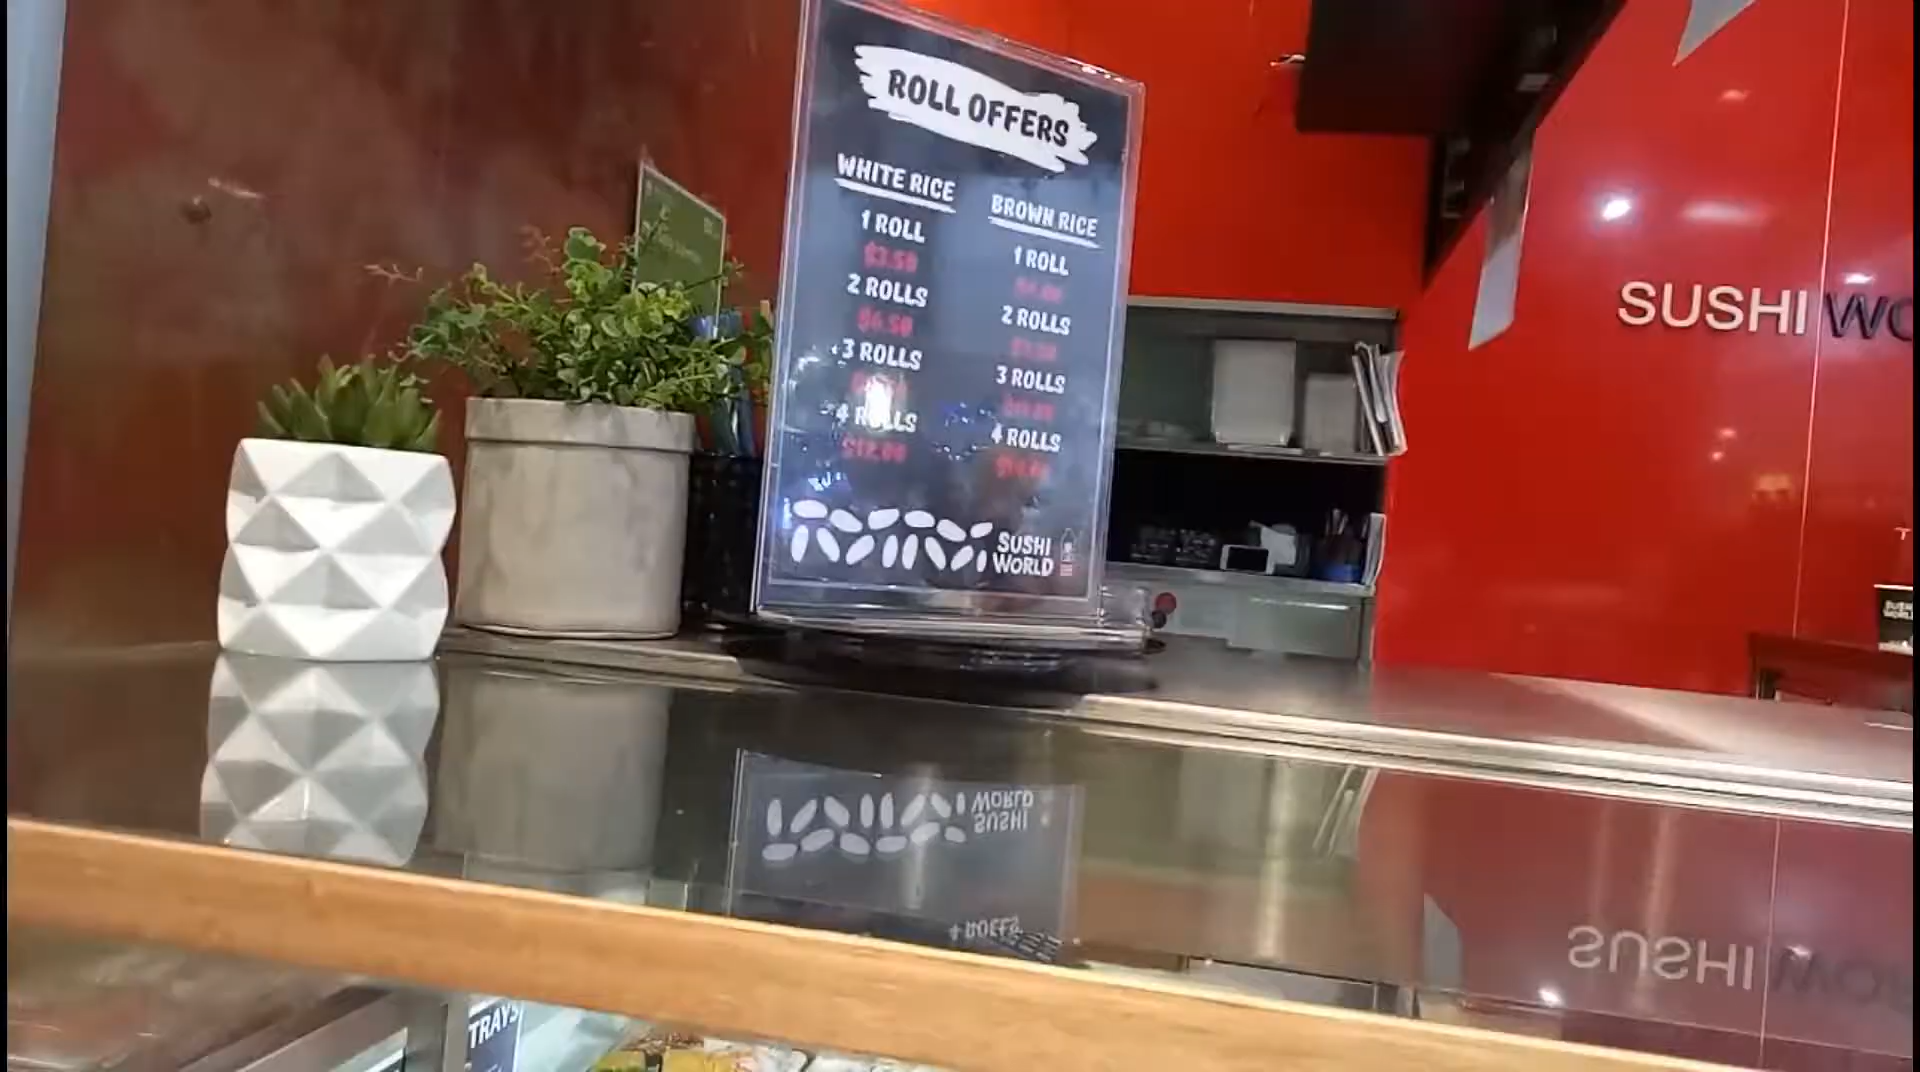 ROLL OFFERS
WHITE RICE
1 ROLL
$3.50
2 ROLLS
$6.50
3 ROLLS
4 ROLLS
$12.00
BROWN RICE
1 ROLL
2 ROLLS
3 ROLLS
4 ROLLS
SUSHI
WORLD
SUSHI
TRAYS